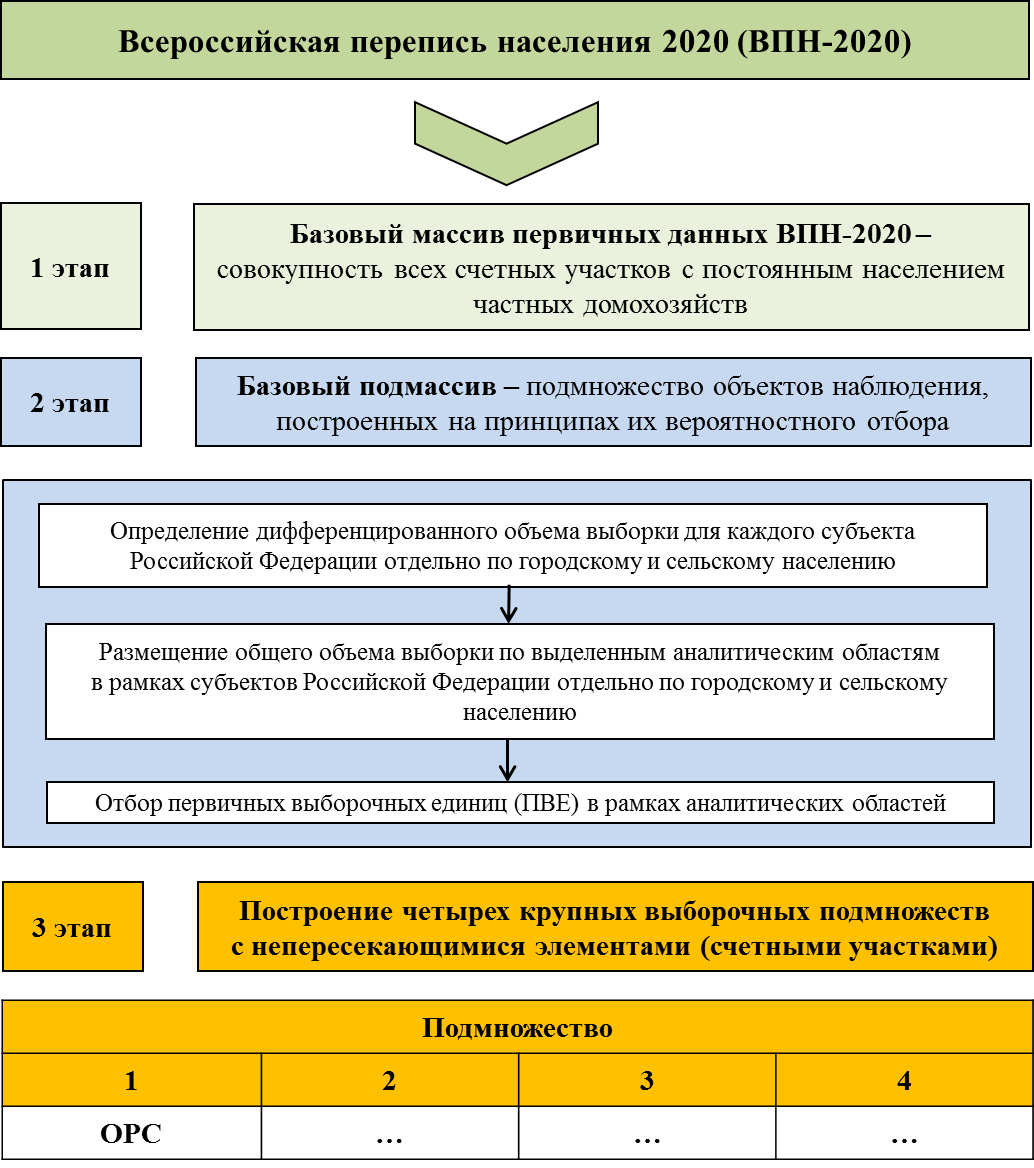 Всероссийская перепись населения 2020 (ВПН-2020)
1 этап
Базовый массив первичных данных ВПН-2020 –
совокупность всех счетных участков с постоянным населением
частных домохозяйств
2 этап
Базовый подмассив – подмножество объектов наблюдения,
построенных на принципах их вероятностного отбора
Определение дифференцированного объема выборки для каждого субъекта
Российской Федерации отдельно по городскому и сельскому населению
Размещение общего объема выборки по выделенным аналитическим областям
в рамках субъектов Российской Федерации отдельно по городскому и сельскому
населению
Отбор первичных выборочных единиц (ПВЕ) в рамках аналитических областей
3 этап
Построение четырех крупных выборочных подмножеств
с непересекающимися элементами (счетными участками)
Подмножество
1 2 3 4
ОРС ... ... ...